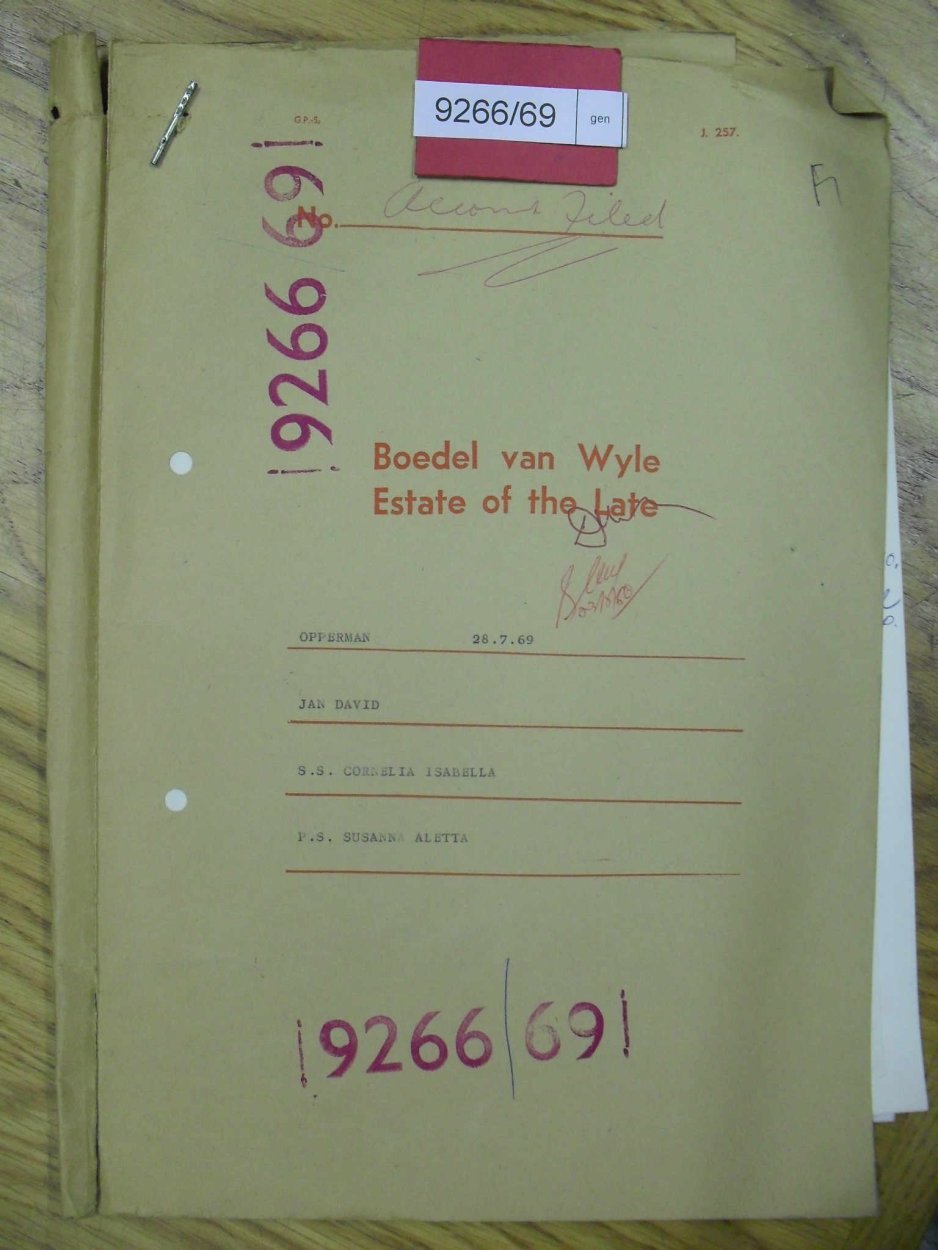 9266/69 gen
G.P.-S.
J. 257.
9266 69
No. Account Filed
Boedel van Wyle
Estate of the Late
OPPERMAN 28.7.69
JAN DAVID
S.S. CORNELIA ISABELLA
P.S. SUSANNA ALETTA
9266/69